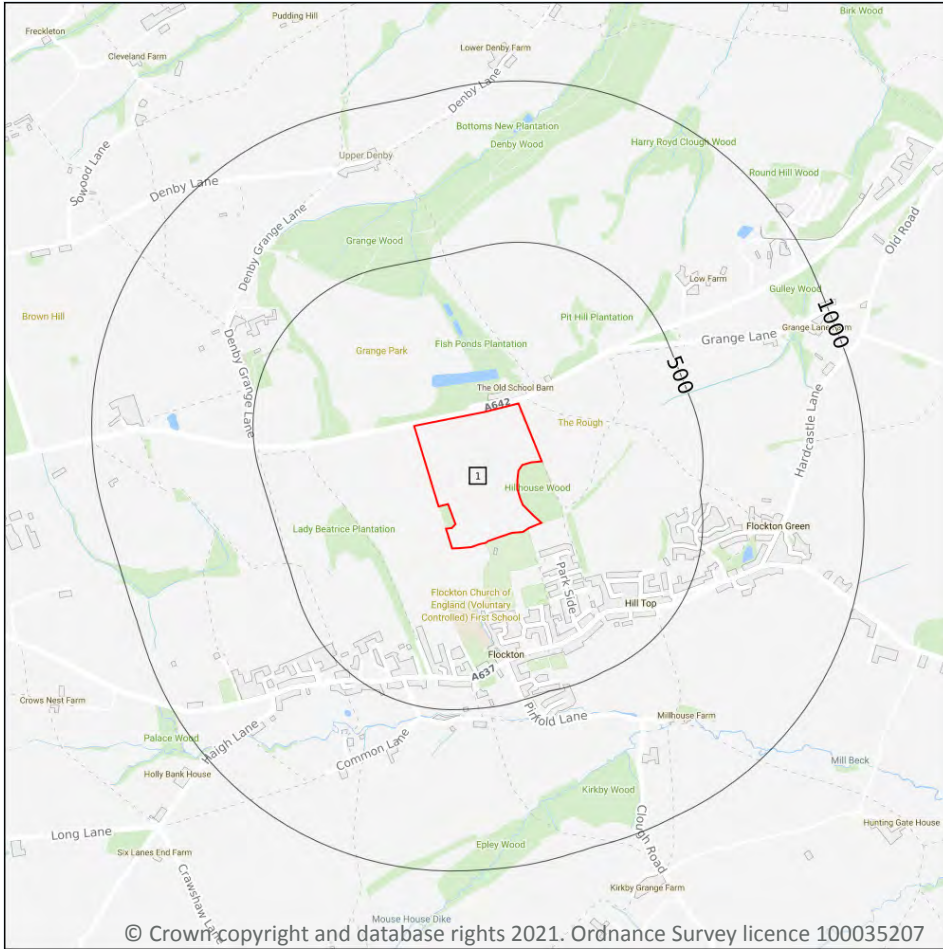 Freckleton
Pudding Hill
Birk Wood
Cleveland Farm
Lower Denby Farm
Denby Lane
Bottoms New Plantation
Denby Wood
Harry Royd Clough Wood
Upper Denby
Round Hill Wood
Sowood Lane
Denby Lane
Old Road
Grange Wood
Denby Grange Lane
Low Farm
Gulley Wood
Brown Hill
Pit Hill Plantation
1000
Grange Lane Farm
Grange Lane
Fish Ponds Plantation
Grange Park
500
Denby Grange Lane
The Old School Barn
A642
The Rough
Hardcastle Lane
1
Hillhouse Wood
Lady Beatrice Plantation
Flockton Green
Park Side
Flockton Church of
England (Voluntary
Controlled) First School
Hill Top
Flockton
A637
Crows Nest Farm
Pinfold Lane
Millhouse Farm
Palace Wood
Haigh Lane
Common Lane
Mill Beck
Holly Bank House
Kirkby Wood
Hunting Gate House
Long Lane
Clough Road
Epley Wood
Six Lanes End Farm
Crawshaw Lane
Kirkby Grange Farm
Mouse House Dike
© Crown copyright and database rights 2021. Ordnance Survey licence 100035207